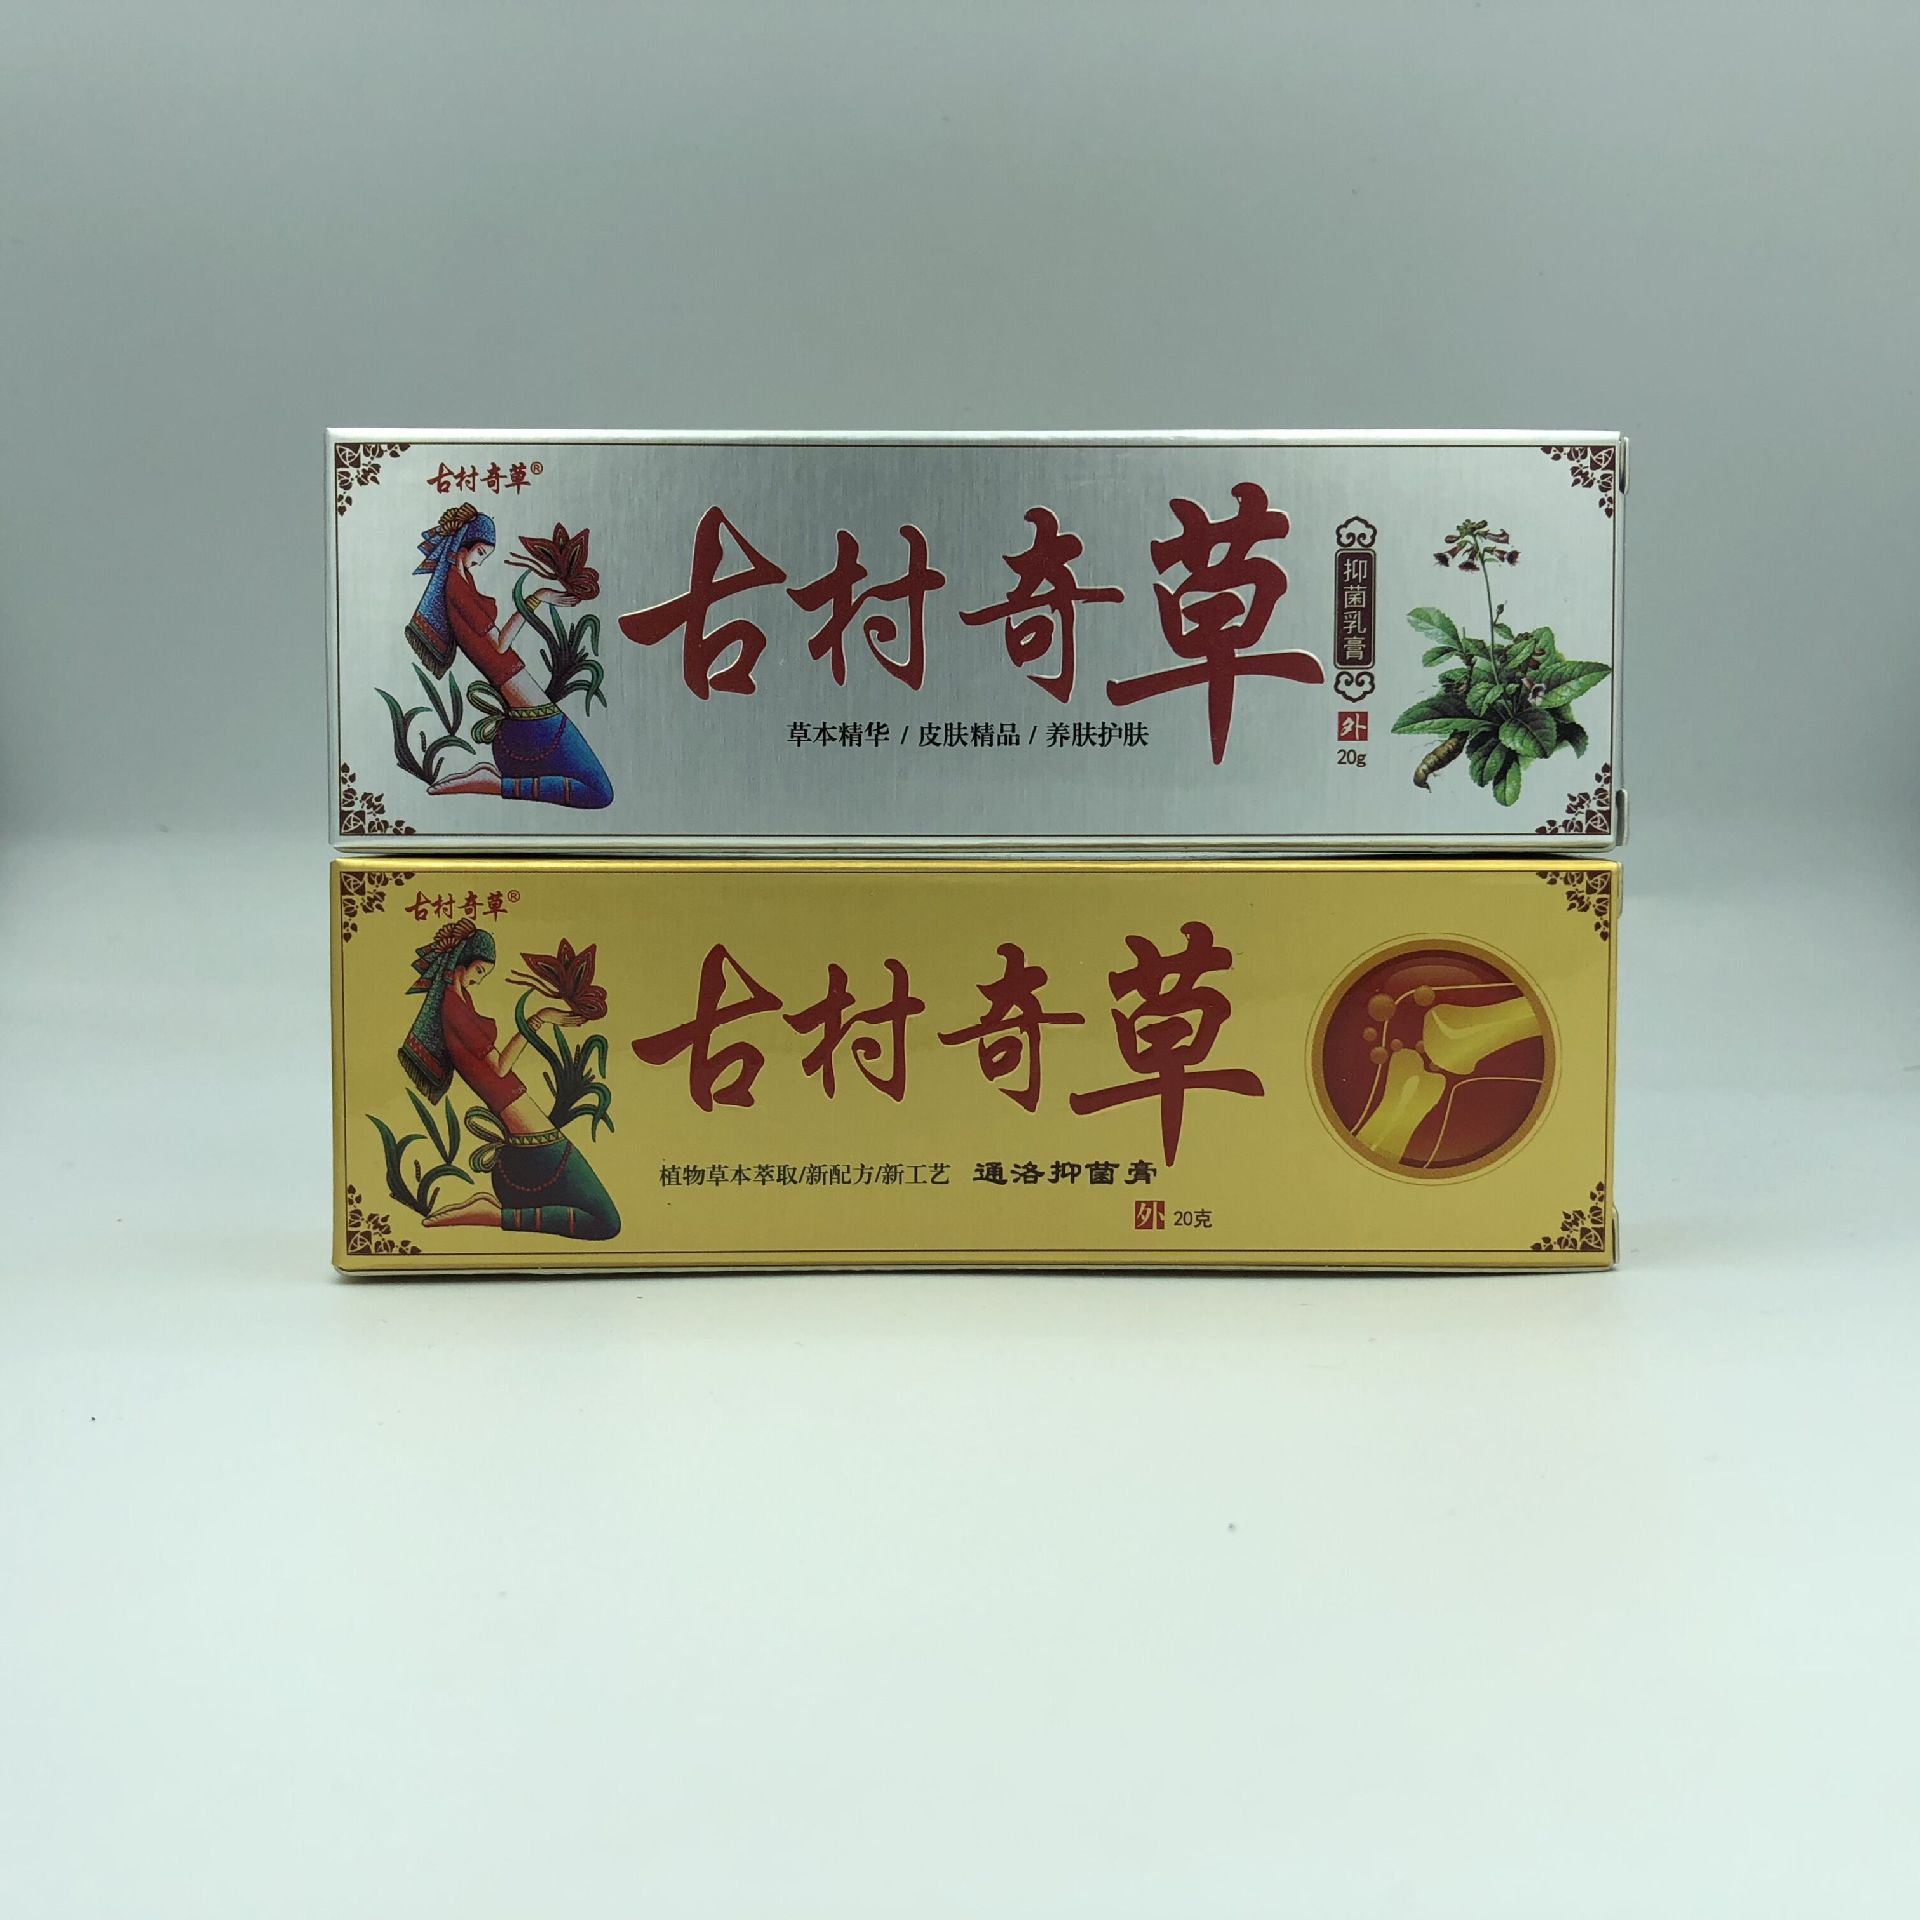 古村奇草®
古村奇草
抑菌乳膏
草本精华 / 皮肤精品 / 养肤护肤
外
20g
古村奇草®
古村奇草
植物草本萃取/新配方/新工艺 通洛抑菌膏
外 20克